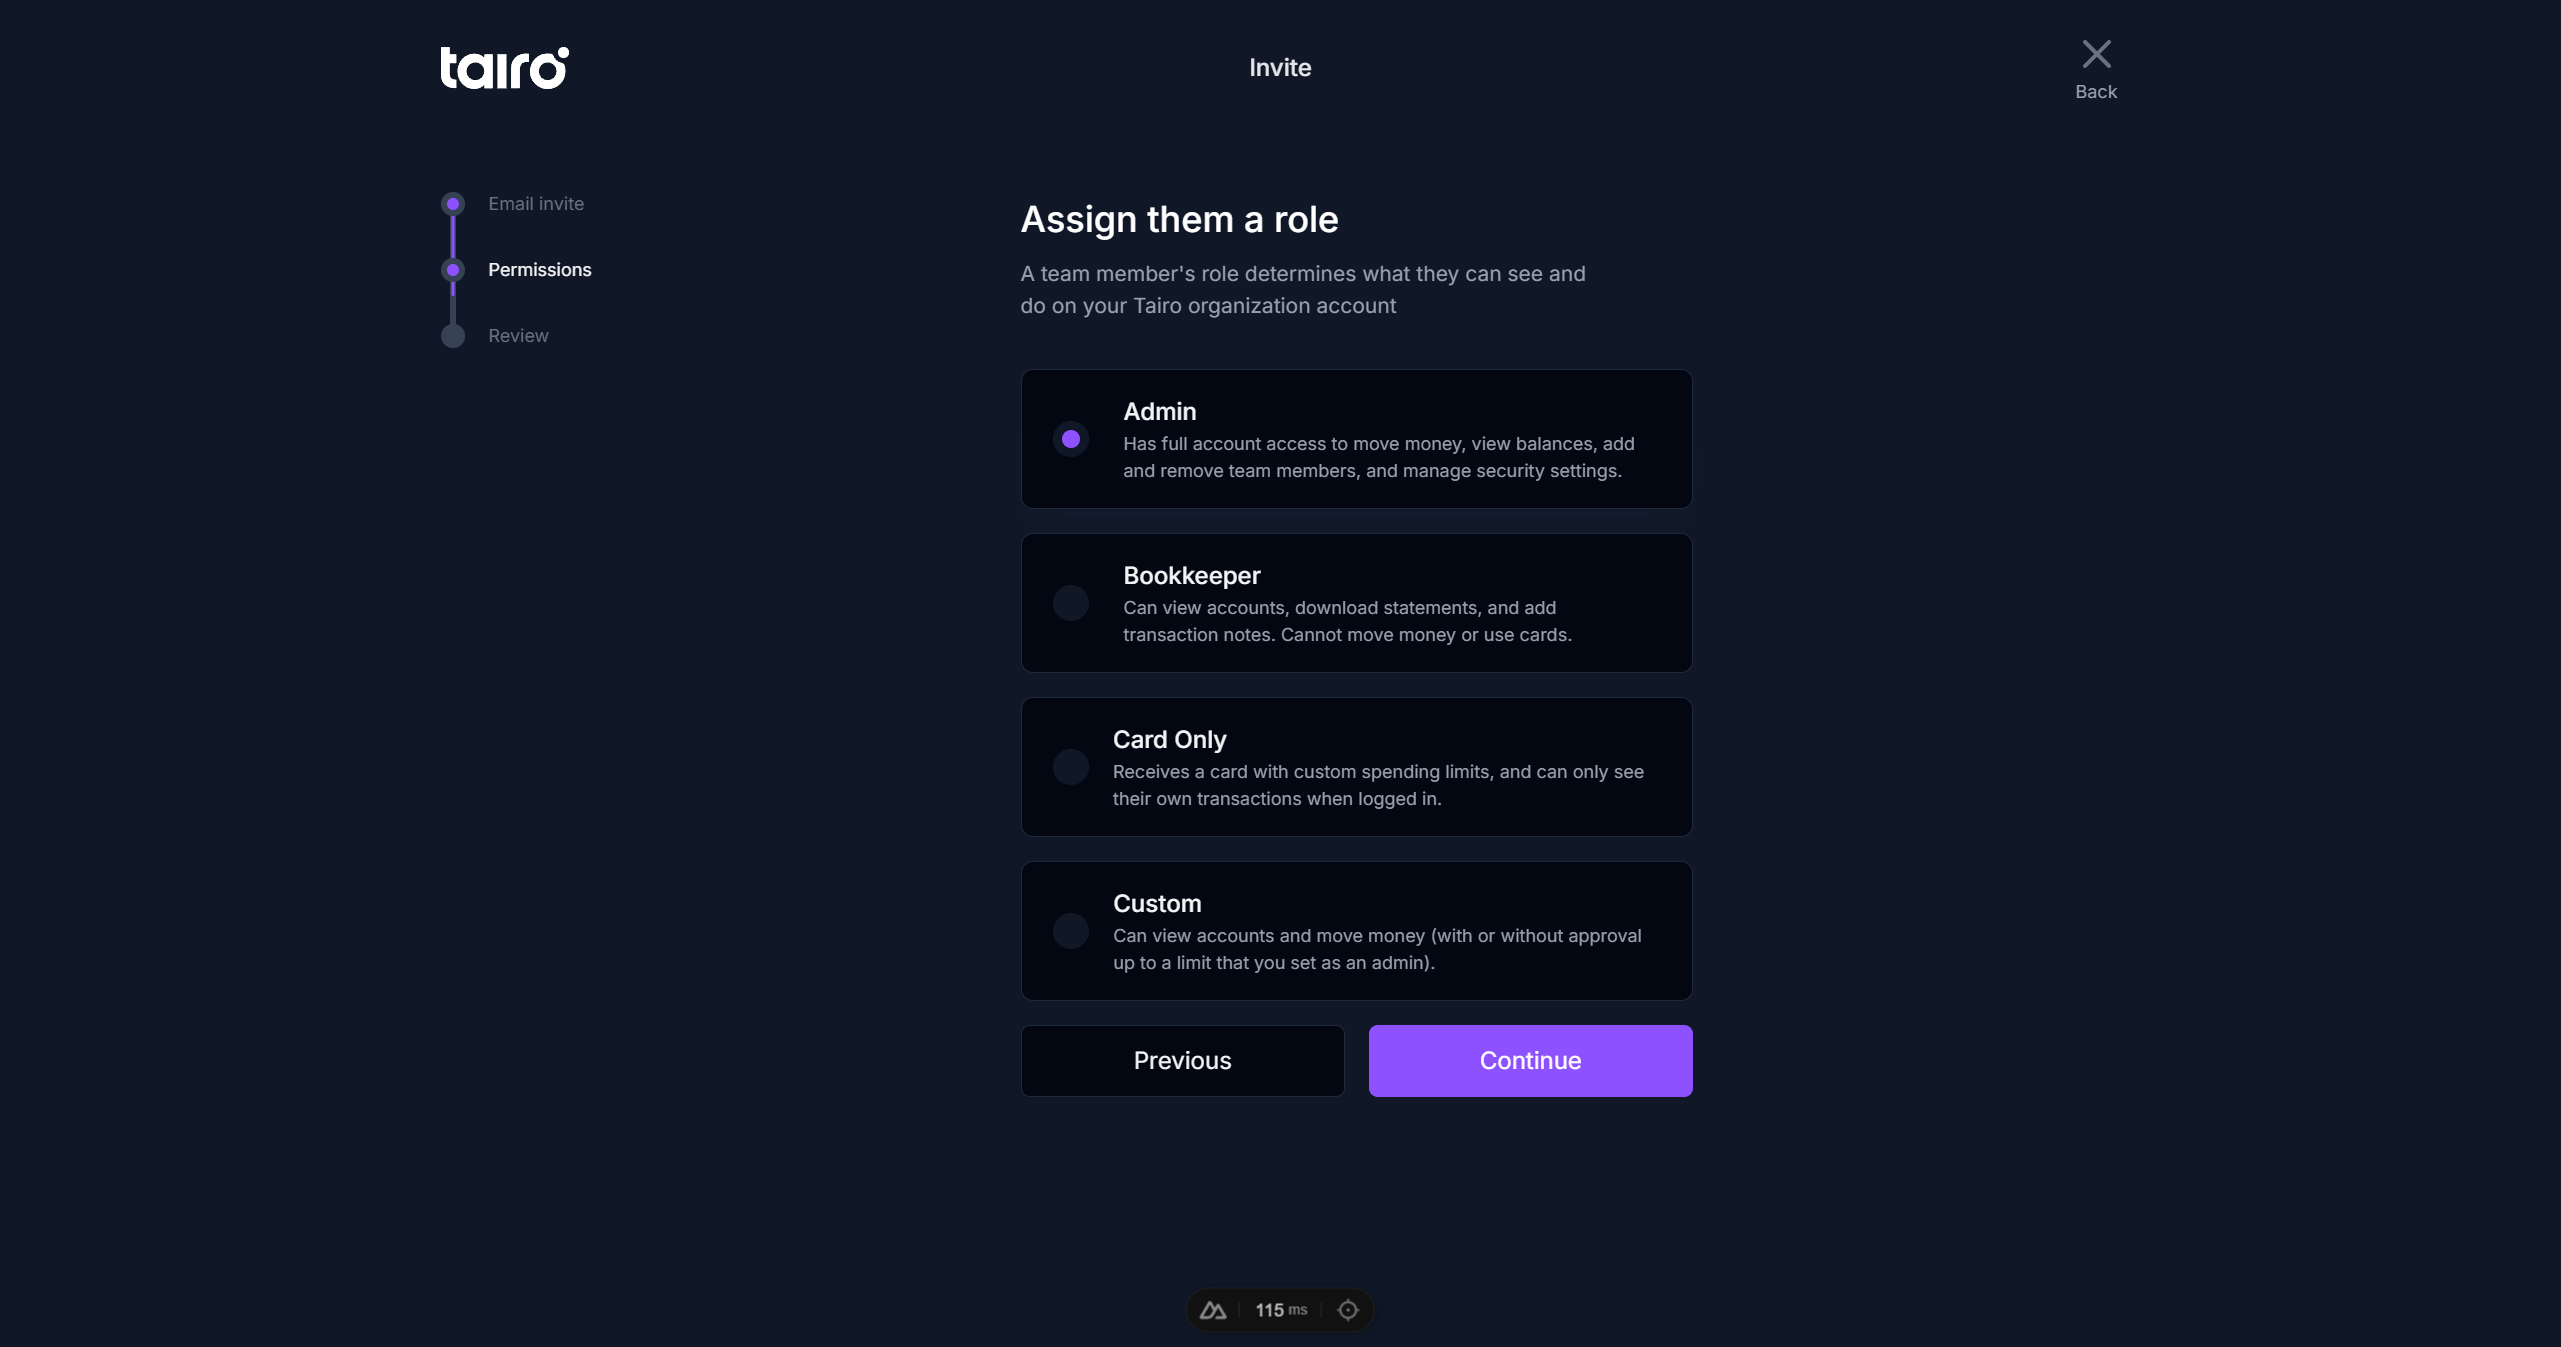 tairo
Invite
Back
Email invite
Permissions
Review
Assign them a role
A team member's role determines what they can see and
do on your Tairo organization account
Admin
Has full account access to move money, view balances, add
and remove team members, and manage security settings.
Bookkeeper
Can view accounts, download statements, and add
transaction notes. Cannot move money or use cards.
Card Only
Receives a card with custom spending limits, and can only see
their own transactions when logged in.
Custom
Can view accounts and move money (with or without approval
up to a limit that you set as an admin).
Previous
Continue
115 ms